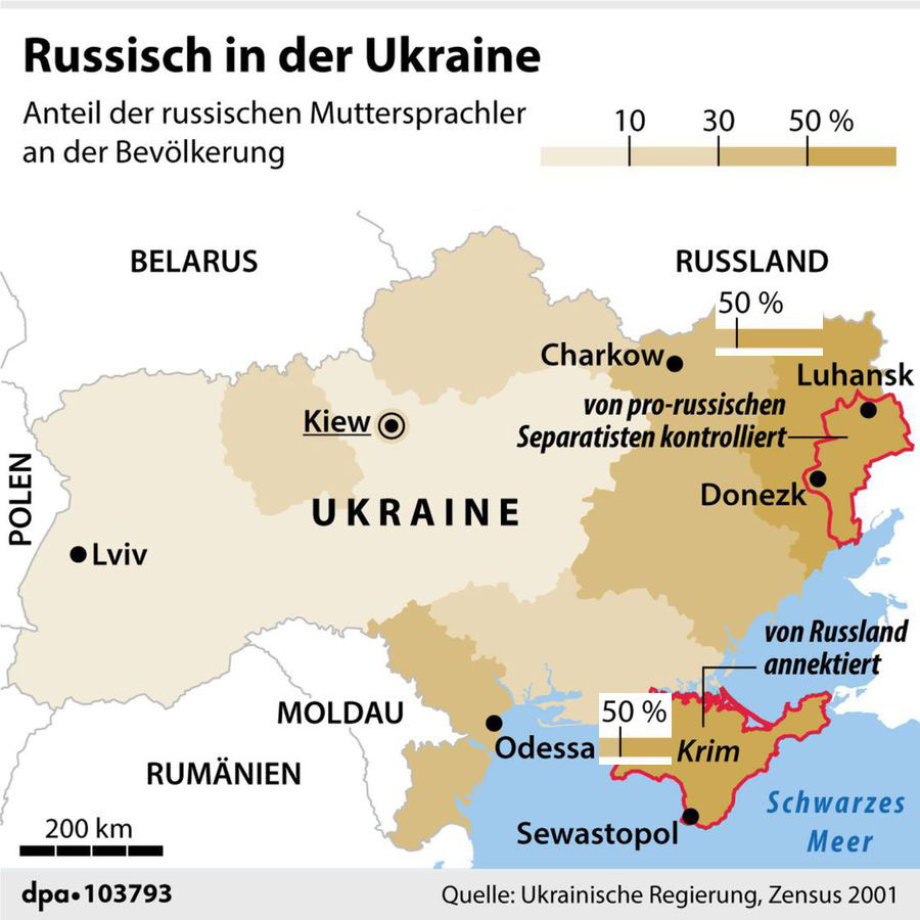 Russisch in der Ukraine
Anteil der russischen Muttersprachler
an der Bevölkerung
10 30 50 %
BELARUS
RUSSLAND
50 %
Charkow
Luhansk
von pro-russischen
Separatisten kontrolliert
Kiew
POLEN
Donezk
UKRAINE
Lviv
von Russland
annektiert
MOLDAU
50 %
Odessa
Krim
RUMÄNIEN
Schwarzes
Meer
200 km
Sewastopol
dpa•103793
Quelle: Ukrainische Regierung, Zensus 2001